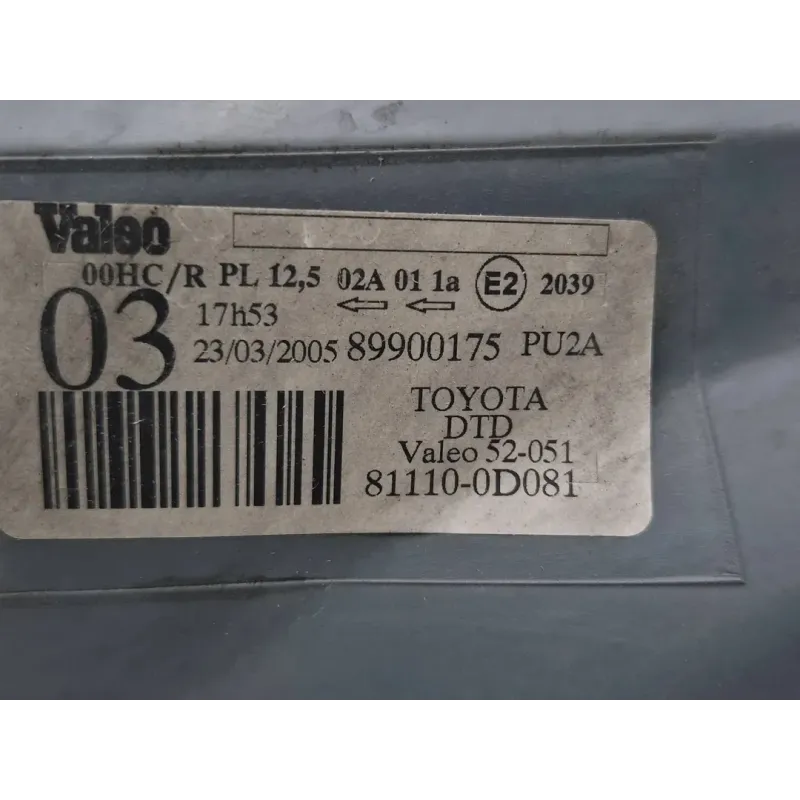 Valeo
00HC/R PL 12,5 02A 01 1a E2 2039
03 17h53
23/03/2005 89900175 PU2A
TOYOTA
DTD
Valeo 52-051
81110-0D081